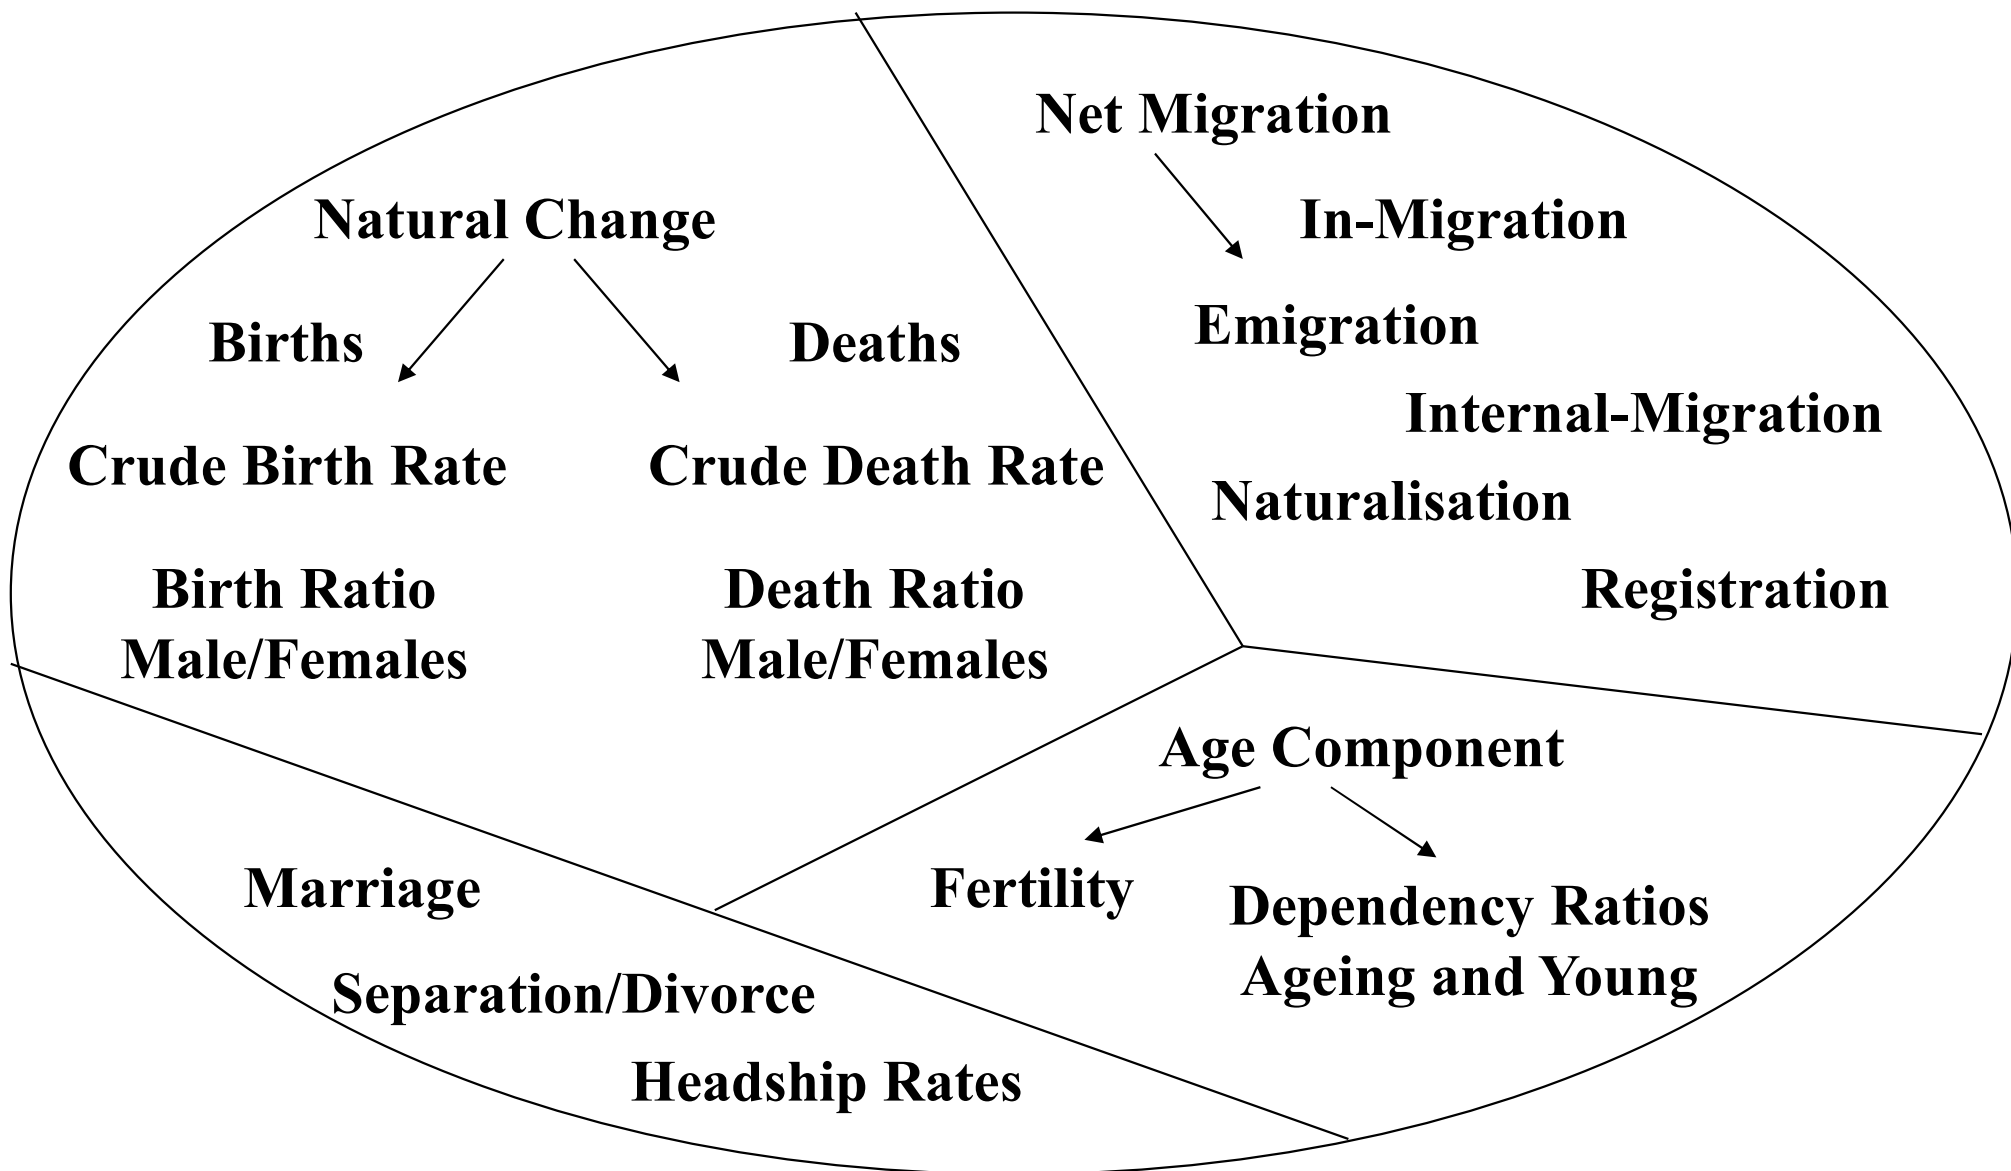 Natural Change
Births
Deaths
Crude Birth Rate
Crude Death Rate
Birth Ratio
Male/Females
Death Ratio
Male/Females
Net Migration
In-Migration
Emigration
Internal-Migration
Naturalisation
Registration
Age Component
Fertility
Dependency Ratios
Ageing and Young
Marriage
Separation/Divorce
Headship Rates